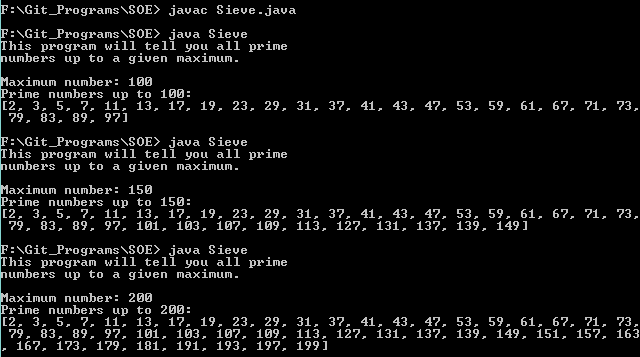 F:\Git_Programs\SOE> javac Sieve.java
F:\Git_Programs\SOE> java Sieve
This program will tell you all prime
numbers up to a given maximum.
Maximum number: 100
Prime numbers up to 100:
[2, 3, 5, 7, 11, 13, 17, 19, 23, 29, 31, 37, 41, 43, 47, 53, 59, 61, 67, 71, 73,
 79, 83, 89, 97]
F:\Git_Programs\SOE> java Sieve
This program will tell you all prime
numbers up to a given maximum.
Maximum number: 150
Prime numbers up to 150:
[2, 3, 5, 7, 11, 13, 17, 19, 23, 29, 31, 37, 41, 43, 47, 53, 59, 61, 67, 71, 73,
 79, 83, 89, 97, 101, 103, 107, 109, 113, 127, 131, 137, 139, 149]
F:\Git_Programs\SOE> java Sieve
This program will tell you all prime
numbers up to a given maximum.
Maximum number: 200
Prime numbers up to 200:
[2, 3, 5, 7, 11, 13, 17, 19, 23, 29, 31, 37, 41, 43, 47, 53, 59, 61, 67, 71, 73,
 79, 83, 89, 97, 101, 103, 107, 109, 113, 127, 131, 137, 139, 149, 151, 157, 163
, 167, 173, 179, 181, 191, 193, 197, 199]